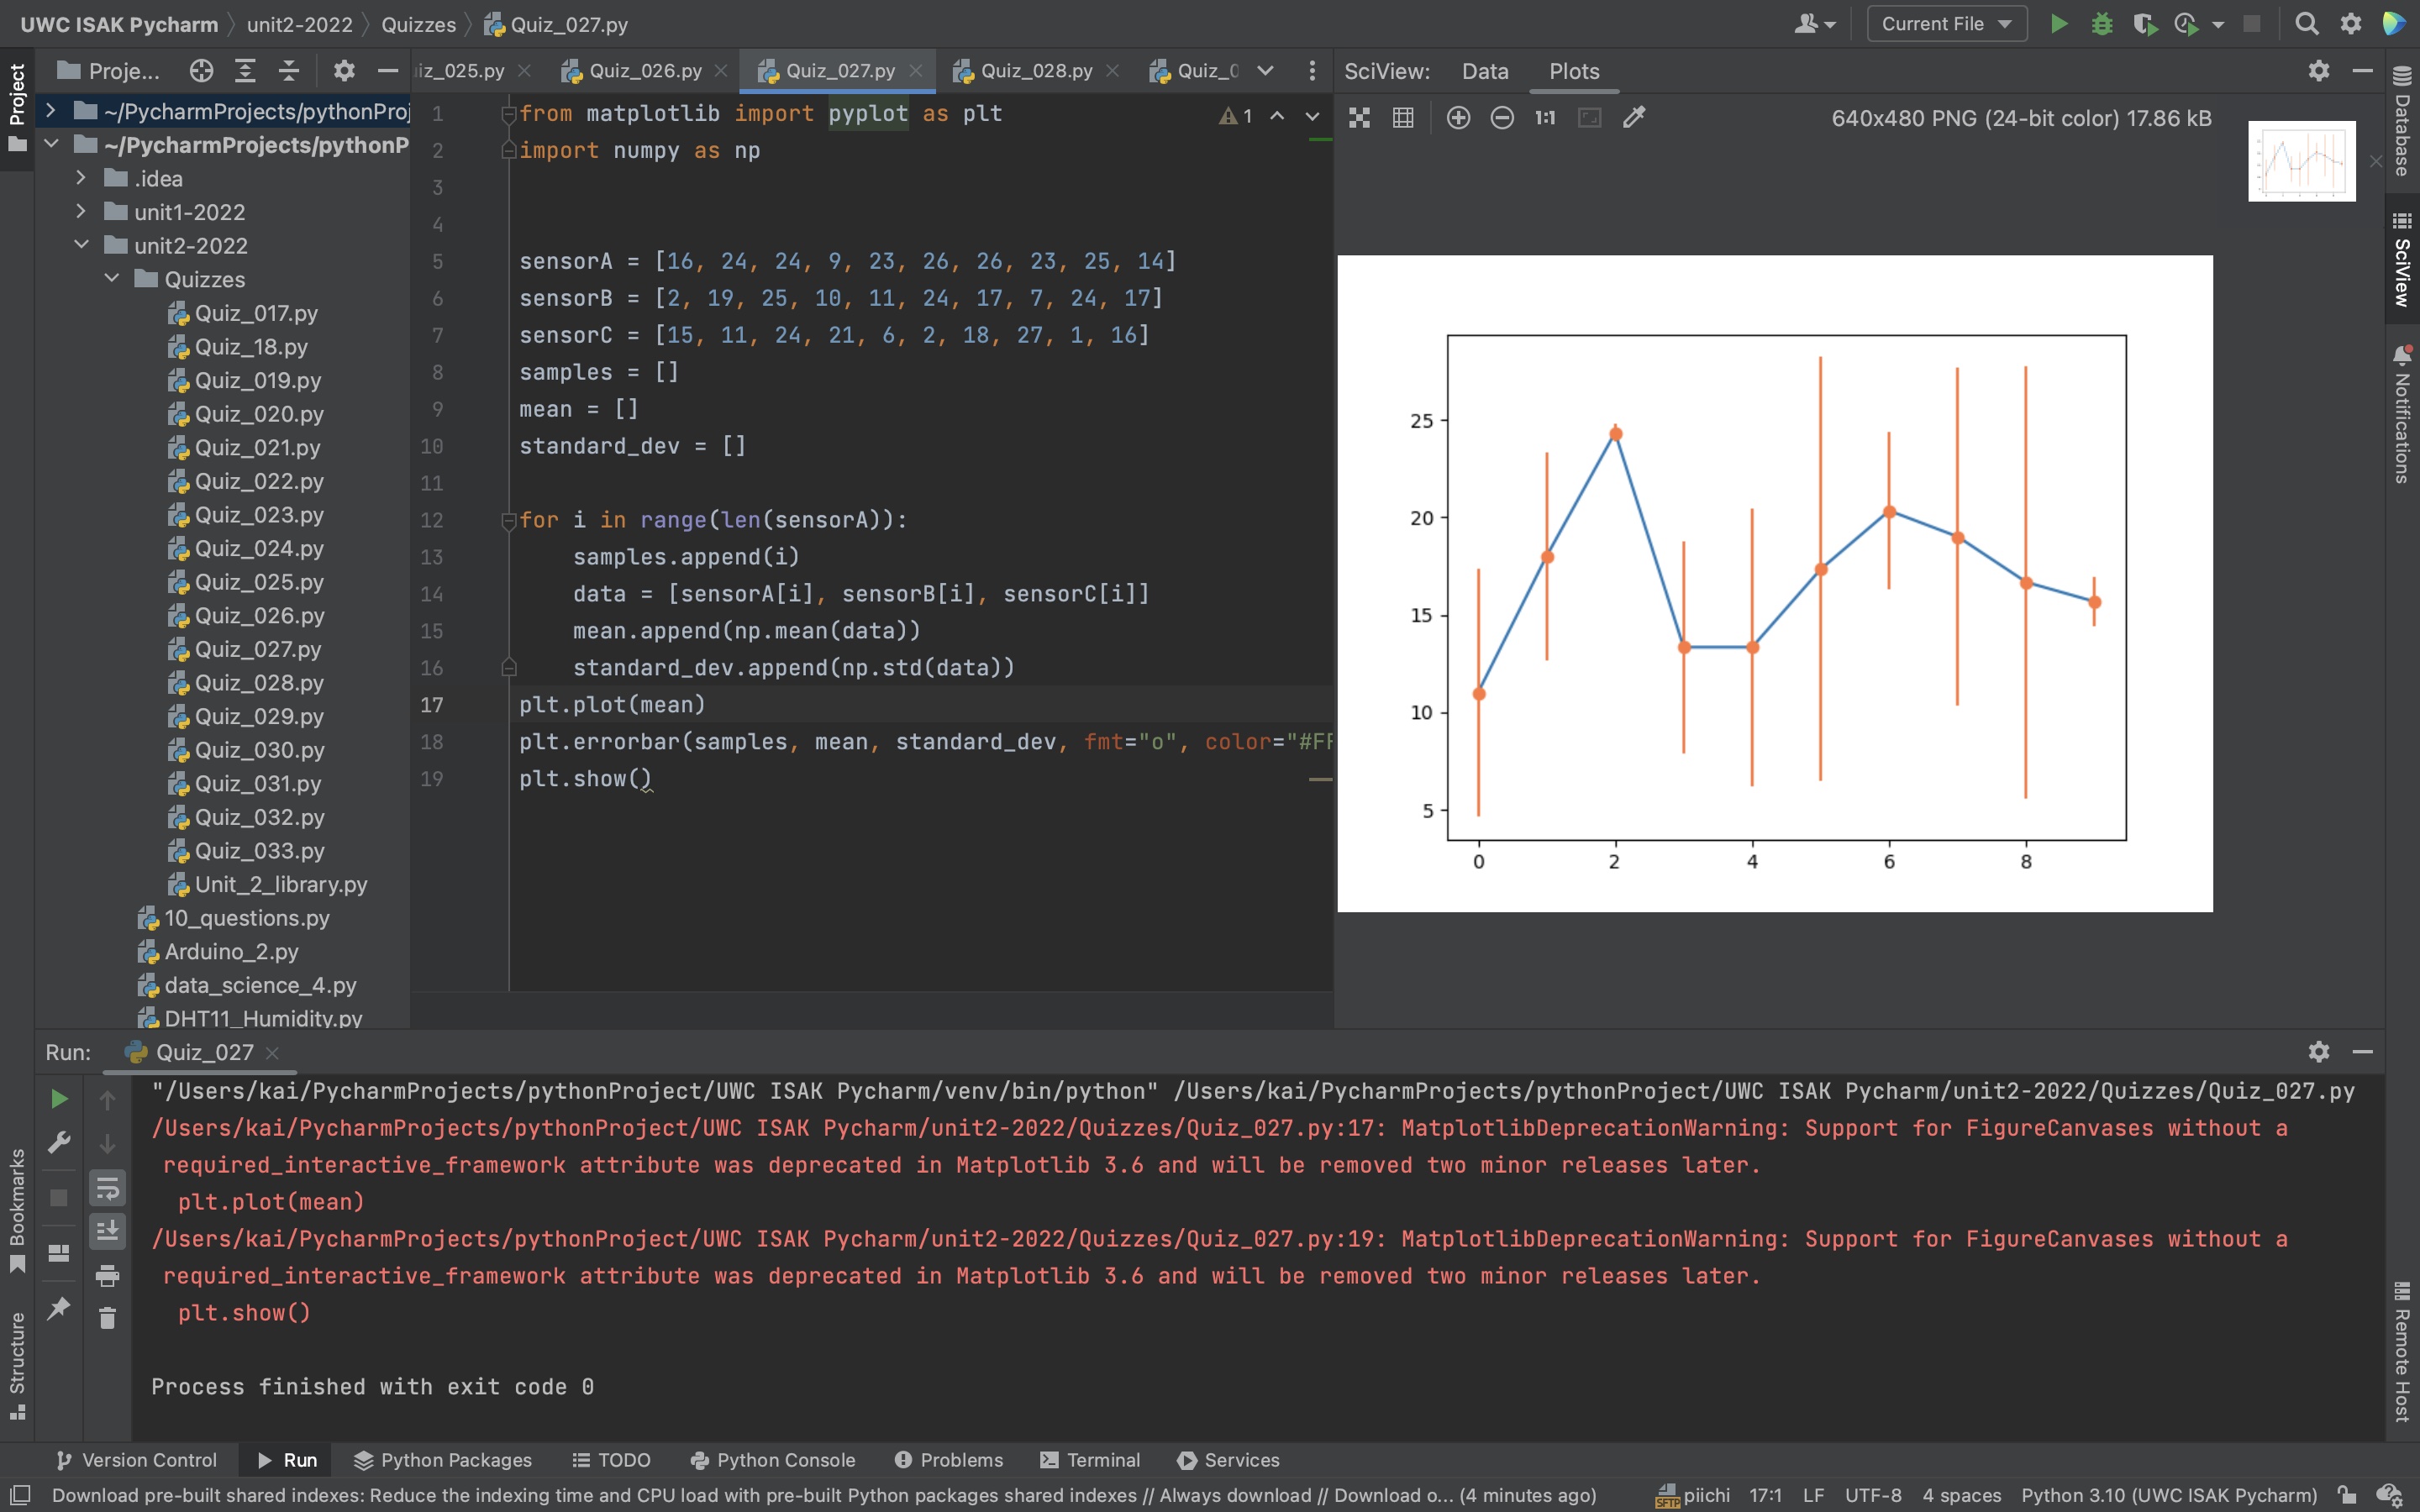 UWC ISAK Pycharm unit2-2022 Quizzes Quiz_027.py
Current File
Project
Proje...
iz_025.py Quiz_026.py Quiz_027.py Quiz_028.py Quiz_0
SciView: Data Plots
~/PycharmProjects/pythonProj
~/PycharmProjects/pythonP
.idea
unit1-2022
unit2-2022
Quizzes
Quiz_017.py
Quiz_18.py
Quiz_019.py
Quiz_020.py
Quiz_021.py
Quiz_022.py
Quiz_023.py
Quiz_024.py
Quiz_025.py
Quiz_026.py
Quiz_027.py
Quiz_028.py
Quiz_029.py
Quiz_030.py
Quiz_031.py
Quiz_032.py
Quiz_033.py
Unit_2_library.py
10_questions.py
Arduino_2.py
data_science_4.py
DHT11_Humidity.py
1 from matplotlib import pyplot as plt
2 import numpy as np
3
4
5 sensorA = [16, 24, 24, 9, 23, 26, 26, 23, 25, 14]
6 sensorB = [2, 19, 25, 10, 11, 24, 17, 7, 24, 17]
7 sensorC = [15, 11, 24, 21, 6, 2, 18, 27, 1, 16]
8 samples = []
9 mean = []
10 standard_dev = []
11
12 for i in range(len(sensorA)):
13 samples.append(i)
14 data = [sensorA[i], sensorB[i], sensorC[i]]
15 mean.append(np.mean(data))
16 standard_dev.append(np.std(data))
17 plt.plot(mean)
18 plt.errorbar(samples, mean, standard_dev, fmt="o", color="#FF
19 plt.show()
1
1:1
640x480 PNG (24-bit color) 17.86 kB
25
20
15
10
5
0 2 4 6 8
Database
SciView
Notifications
Remote Host
Run: Quiz_027
"/Users/kai/PycharmProjects/pythonProject/UWC ISAK Pycharm/venv/bin/python" /Users/kai/PycharmProjects/pythonProject/UWC ISAK Pycharm/unit2-2022/Quizzes/Quiz_027.py
/Users/kai/PycharmProjects/pythonProject/UWC ISAK Pycharm/unit2-2022/Quizzes/Quiz_027.py:17: MatplotlibDeprecationWarning: Support for FigureCanvases without a
required_interactive_framework attribute was deprecated in Matplotlib 3.6 and will be removed two minor releases later.
plt.plot(mean)
/Users/kai/PycharmProjects/pythonProject/UWC ISAK Pycharm/unit2-2022/Quizzes/Quiz_027.py:19: MatplotlibDeprecationWarning: Support for FigureCanvases without a
required_interactive_framework attribute was deprecated in Matplotlib 3.6 and will be removed two minor releases later.
plt.show()
Process finished with exit code 0
Bookmarks
Structure
Version Control Run Python Packages TODO Python Console Problems Terminal Services
Download pre-built shared indexes: Reduce the indexing time and CPU load with pre-built Python packages shared indexes // Always download // Download o... (4 minutes ago) SFTP piichi 17:1 LF UTF-8 4 spaces Python 3.10 (UWC ISAK Pycharm)